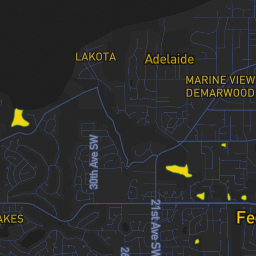 LAKOTA
Adelaide
MARINE VIEW
DEMARWOOD
30th Ave SW
21st Ave SW
AKES
Fe